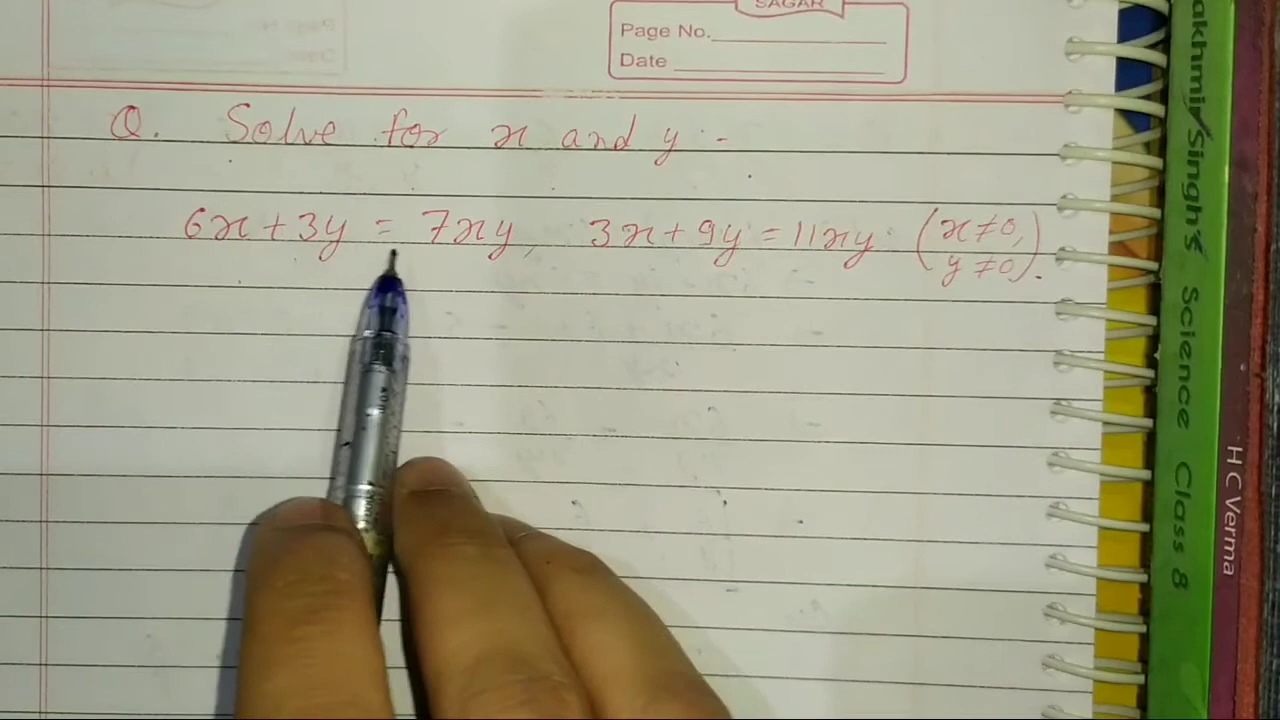 SAGAR
Page No.
Date
Q. Solve for x and y :-
6x + 3y = 7xy, 3x + 9y = 11xy. (x ≠ 0,
y ≠ 0).
akhmir Singh's Science Class 8
H C Verma